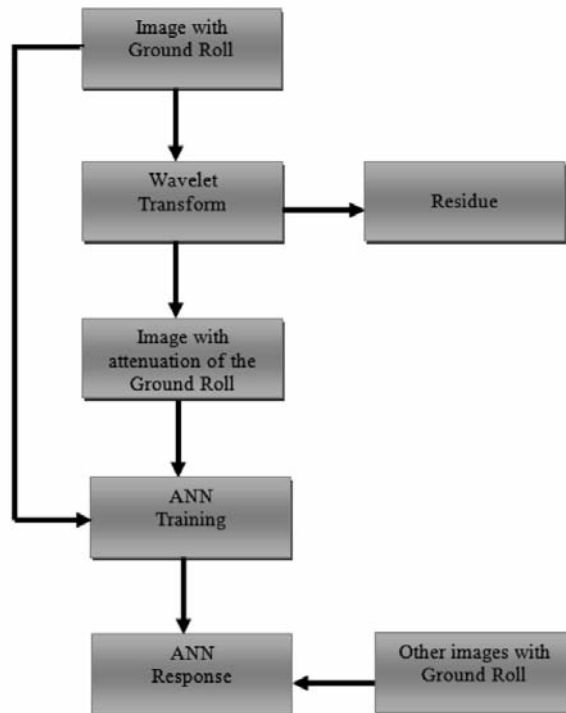 Image with
Ground Roll
Wavelet
Transform
Residue
Image with
attenuation of the
Ground Roll
ANN
Training
ANN
Response
Other images with
Ground Roll